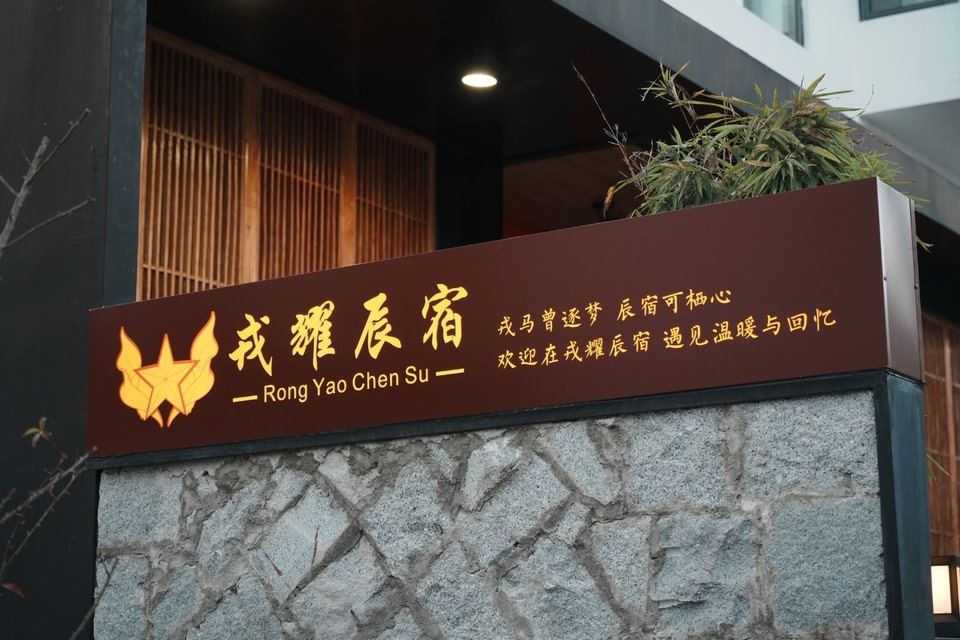 戎耀辰宿
Rong Yao Chen Su
戎马曾逐梦 辰宿可栖心
欢迎在戎耀辰宿 遇见温暖与回忆